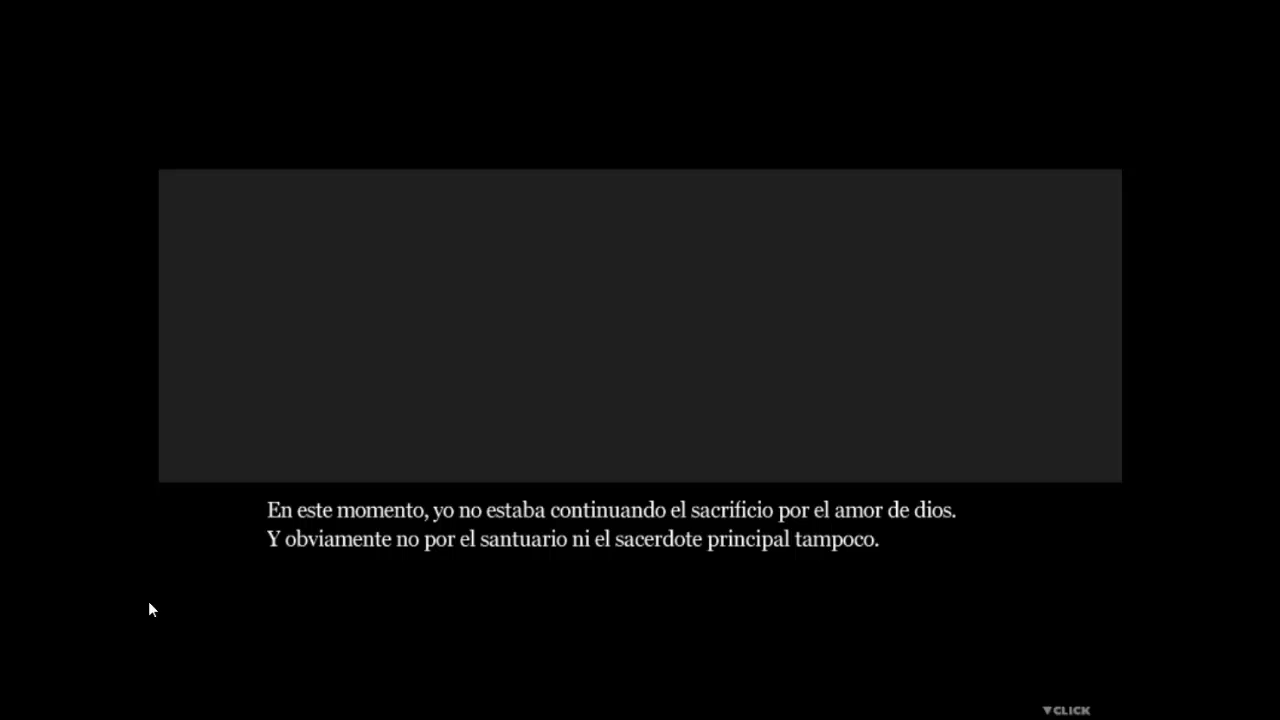 En este momento, yo no estaba continuando el sacrificio por el amor de dios.
Y obviamente no por el santuario ni el sacerdote principal tampoco.
▼CLICK